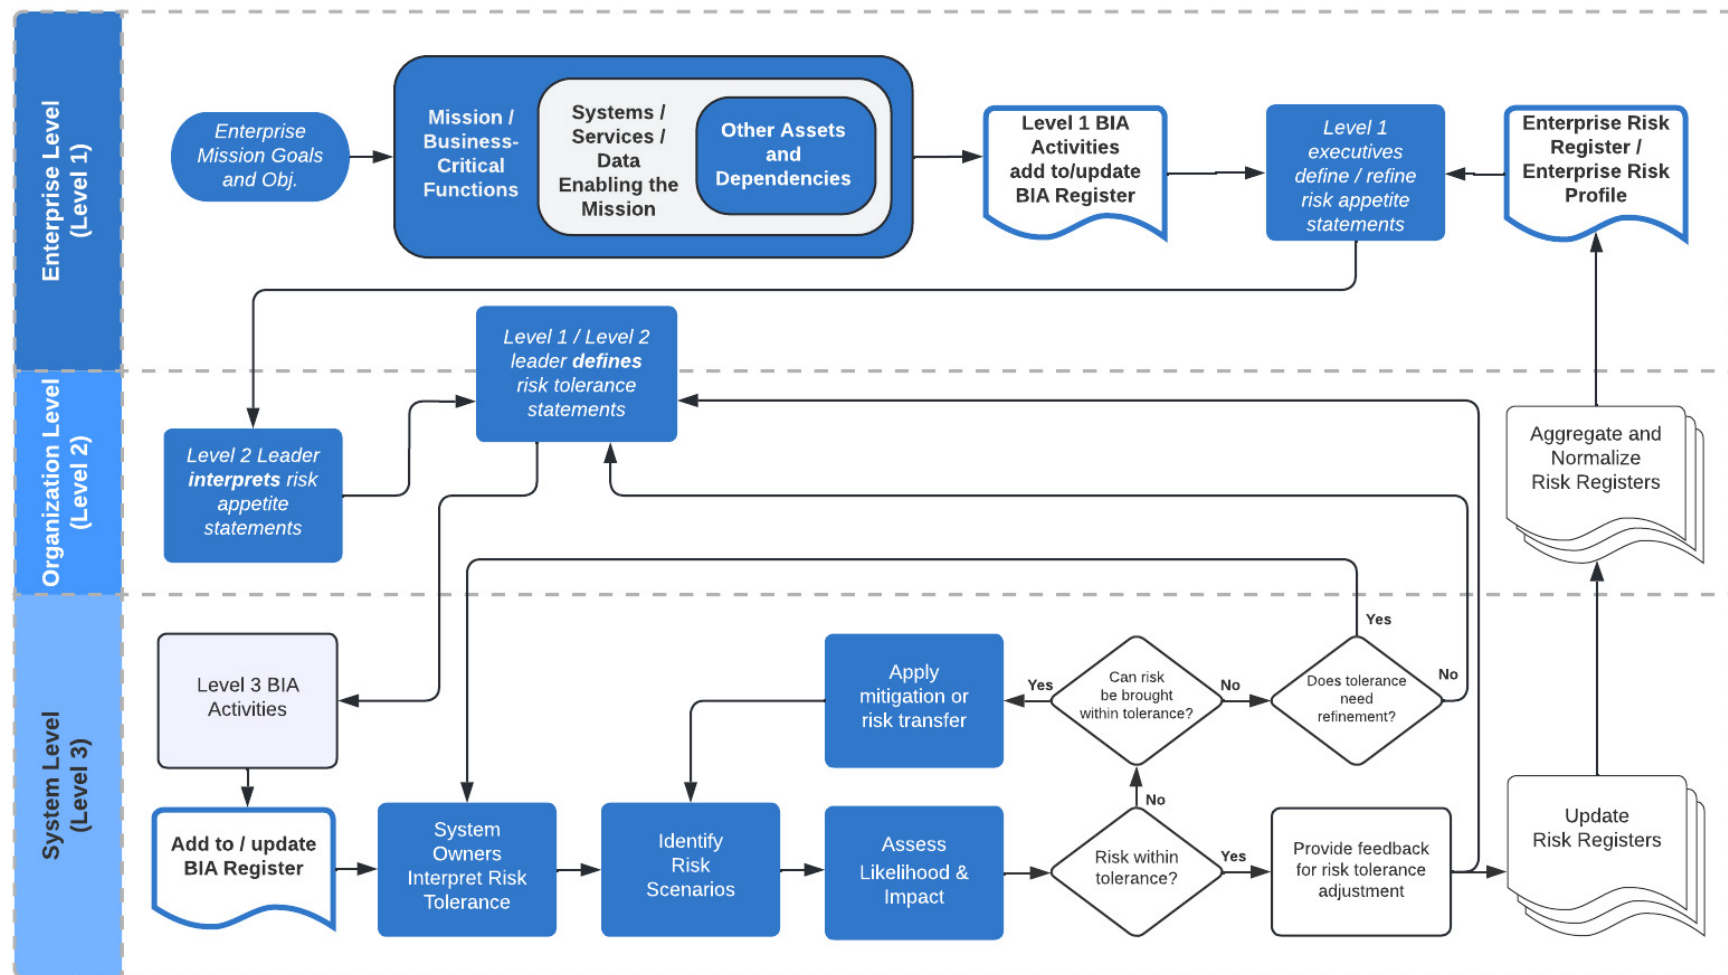 Enterprise Level
(Level 1)
Enterprise
Mission Goals
and Obj.
Mission /
Business-
Critical
Functions
Systems /
Services /
Data
Enabling the
Mission
Other Assets
and
Dependencies
Level 1 BIA
Activities
add to/update
BIA Register
Level 1
executives
define / refine
risk appetite
statements
Enterprise Risk
Register /
Enterprise Risk
Profile
Organization Level
(Level 2)
Level 1 / Level 2
leader defines
risk tolerance
statements
Level 2 Leader
interprets risk
appetite
statements
Aggregate and
Normalize
Risk Registers
System Level
(Level 3)
Level 3 BIA
Activities
Apply
mitigation or
risk transfer
Yes
Can risk
be brought
within tolerance?
No
Does tolerance
need
refinement?
Yes
No
Add to / update
BIA Register
System
Owners
Interpret Risk
Tolerance
Identify
Risk
Scenarios
Assess
Likelihood &
Impact
No
Risk within
tolerance?
Yes
Provide feedback
for risk tolerance
adjustment
Update
Risk Registers